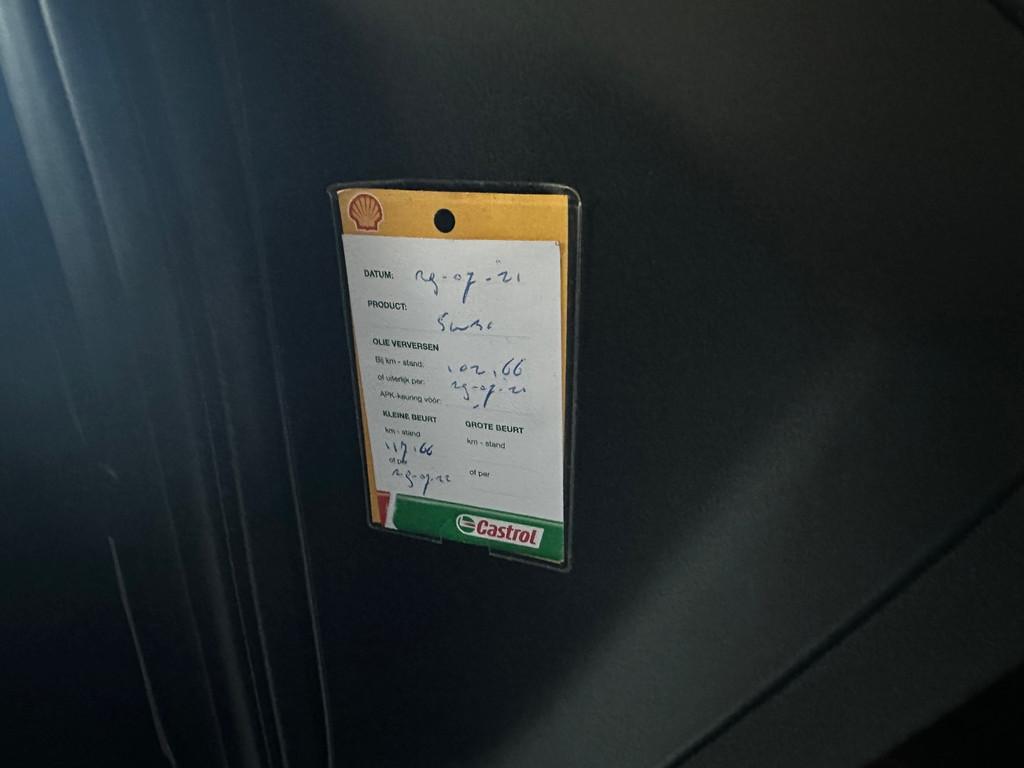 DATUM: 29-07-'21
PRODUCT: 5w30
OLIE VERVERSEN
Bij km - stand: 102.66
of uiterlijk per: 29-07-'21
APK-keuring vóór:
KLEINE BEURT
km - stand
117.66
of per
29-07-22
GROTE BEURT
km - stand
of per
Castrol